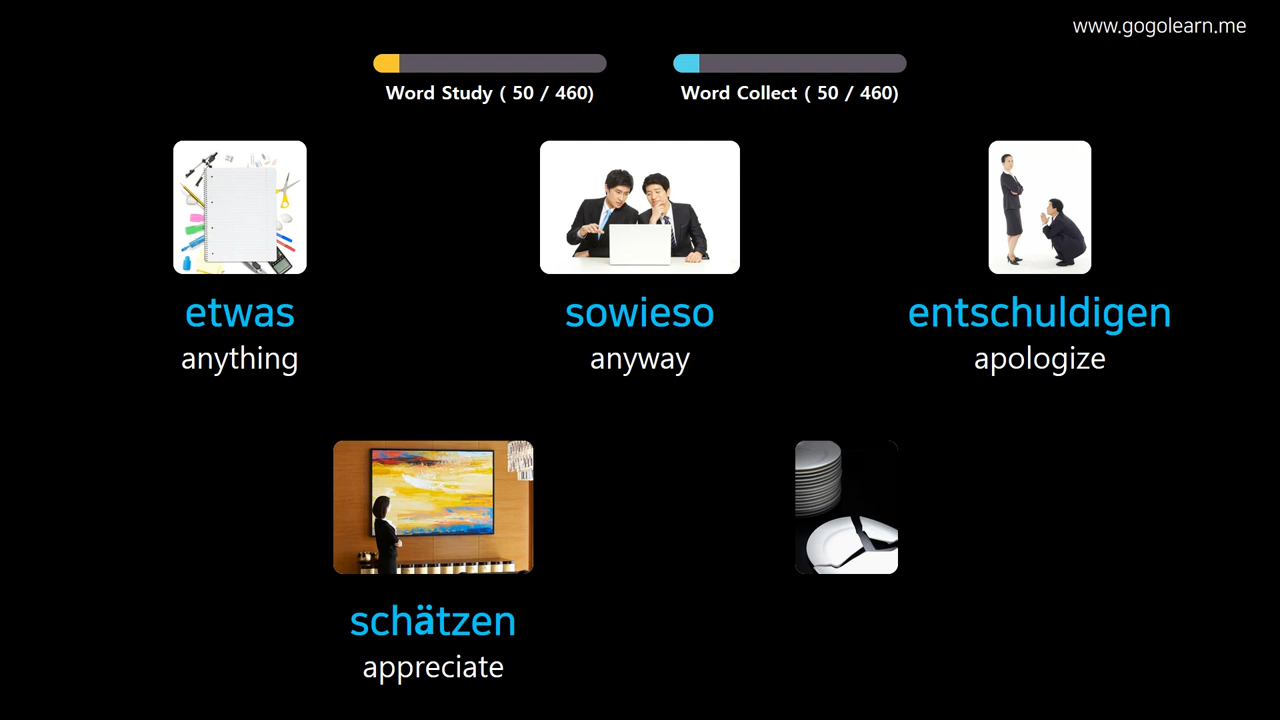 www.gogolearn.me
Word Study ( 50 / 460)
Word Collect ( 50 / 460)
etwas
anything
sowieso
anyway
entschuldigen
apologize
schätzen
appreciate